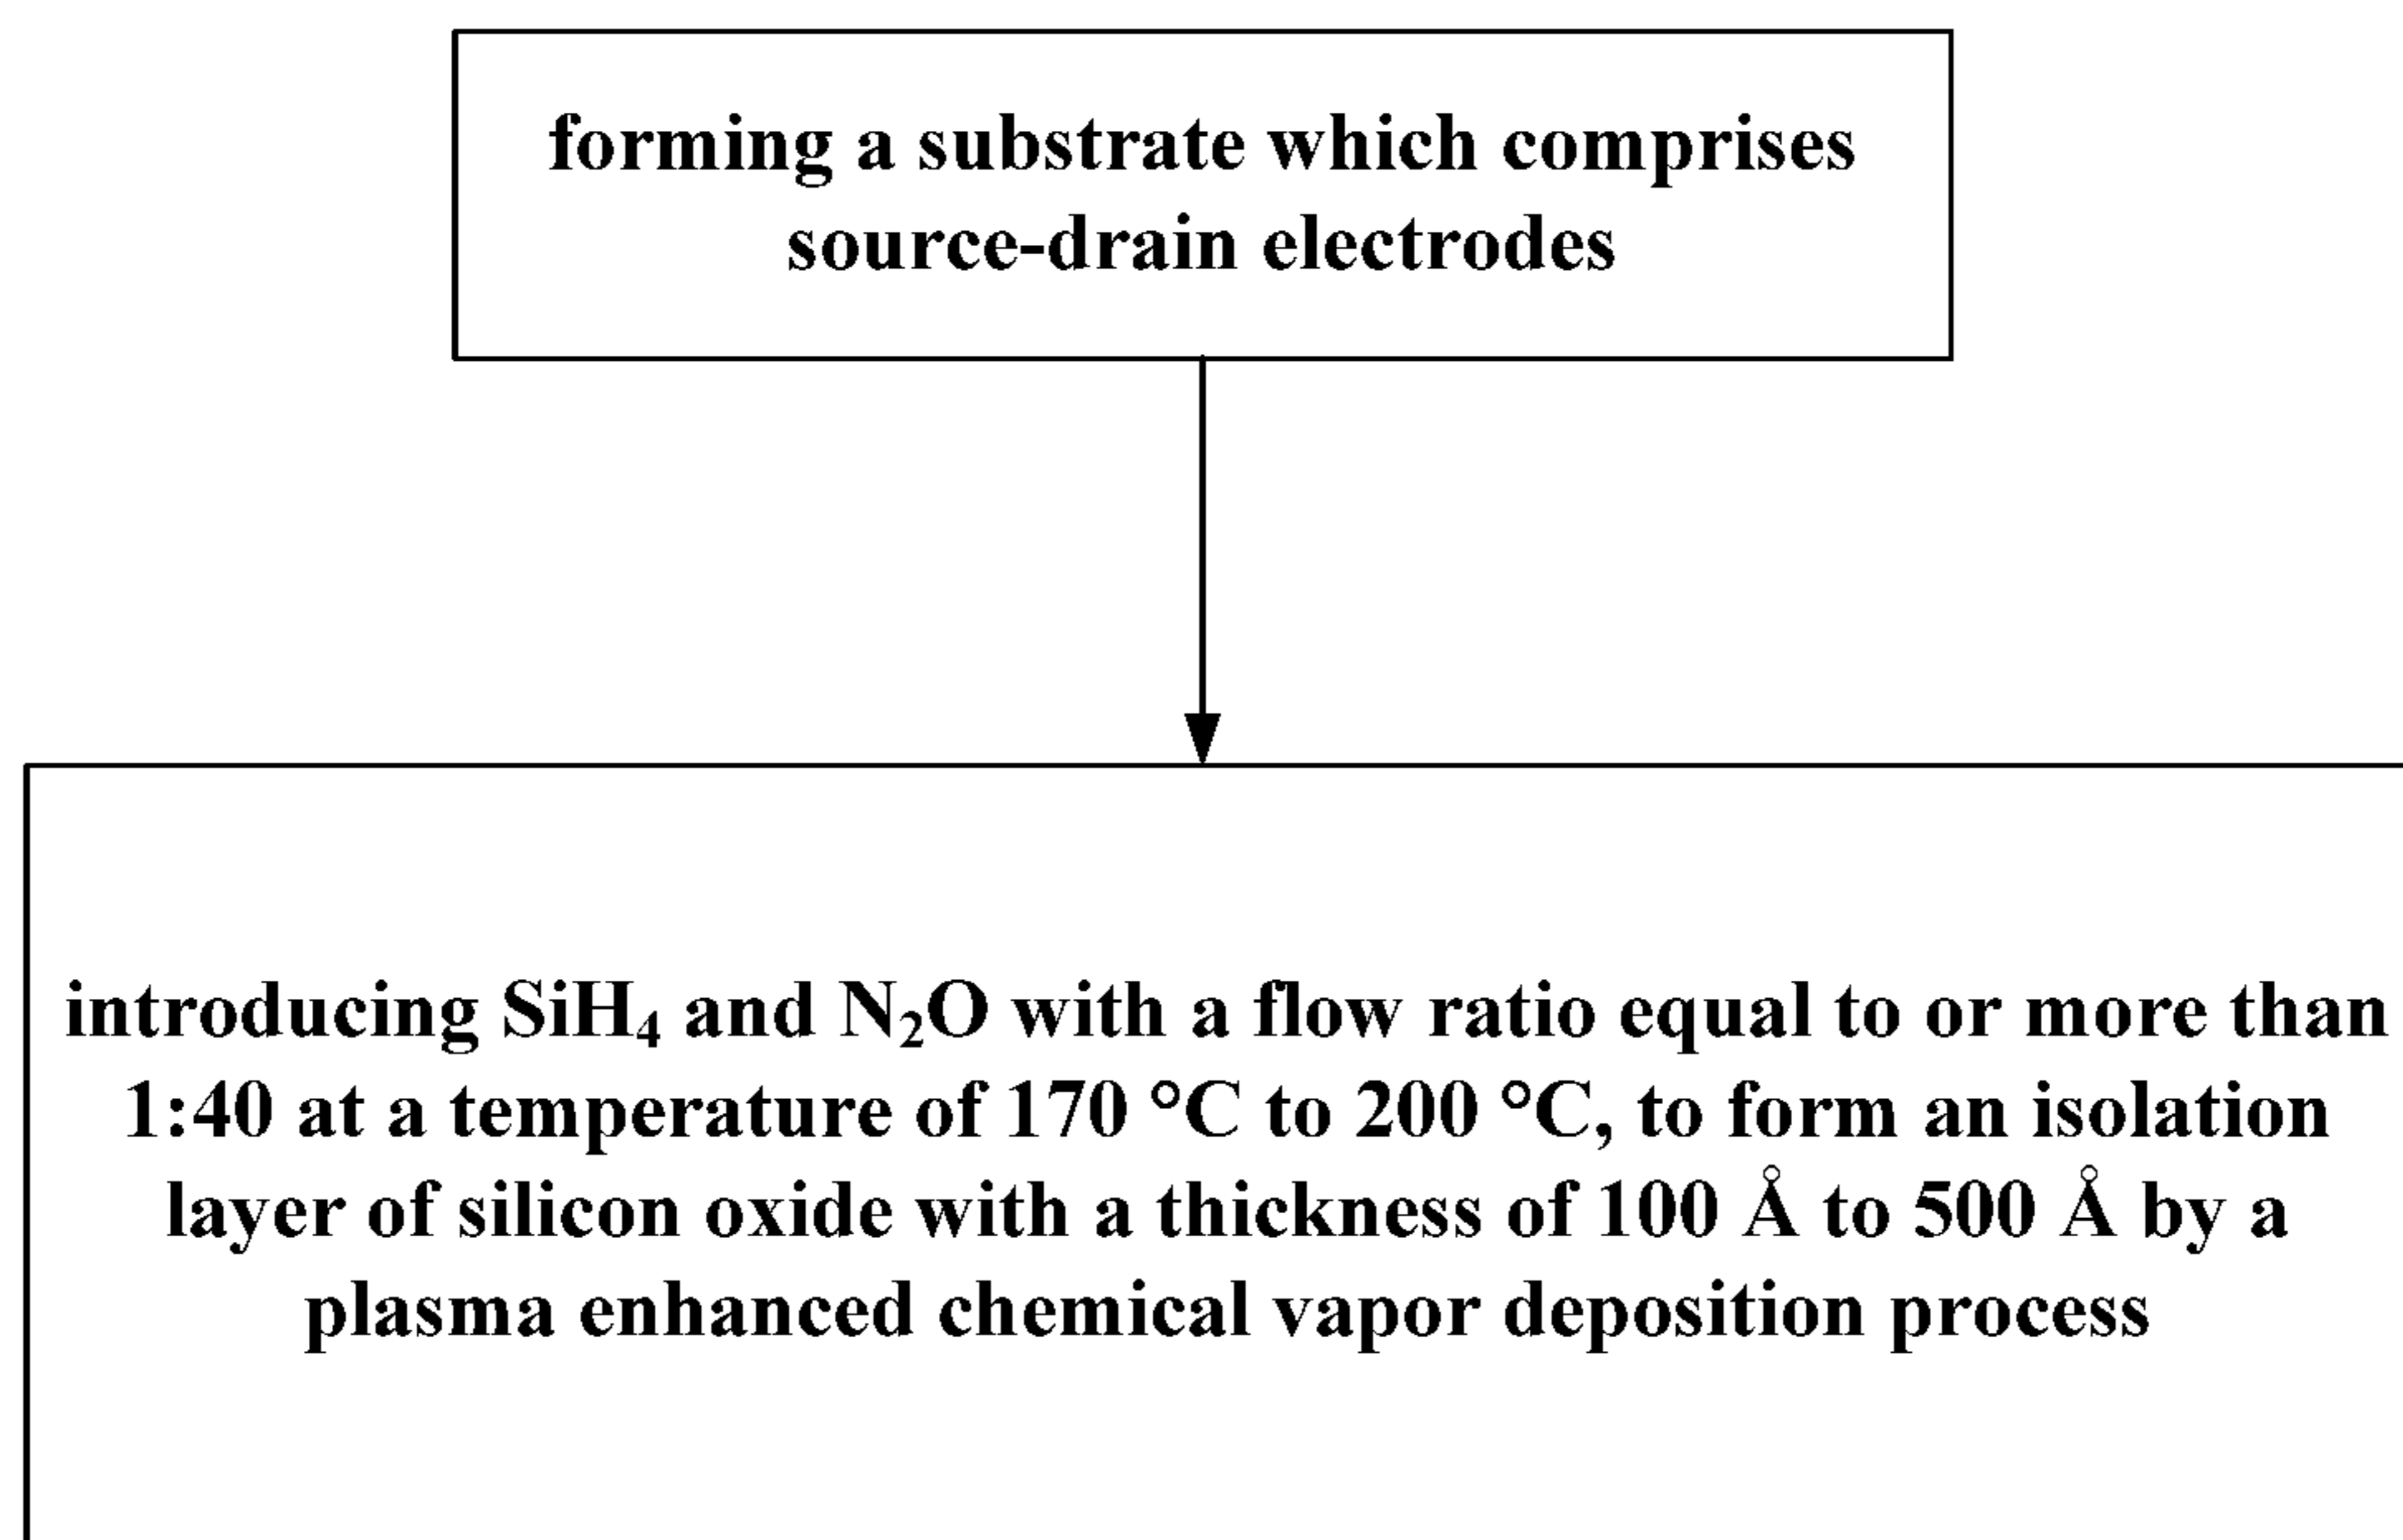 forming a substrate which comprises
source-drain electrodes
introducing SiH₄ and N₂O with a flow ratio equal to or more than
1:40 at a temperature of 170 °C to 200 °C, to form an isolation
layer of silicon oxide with a thickness of 100 Å to 500 Å by a
plasma enhanced chemical vapor deposition process